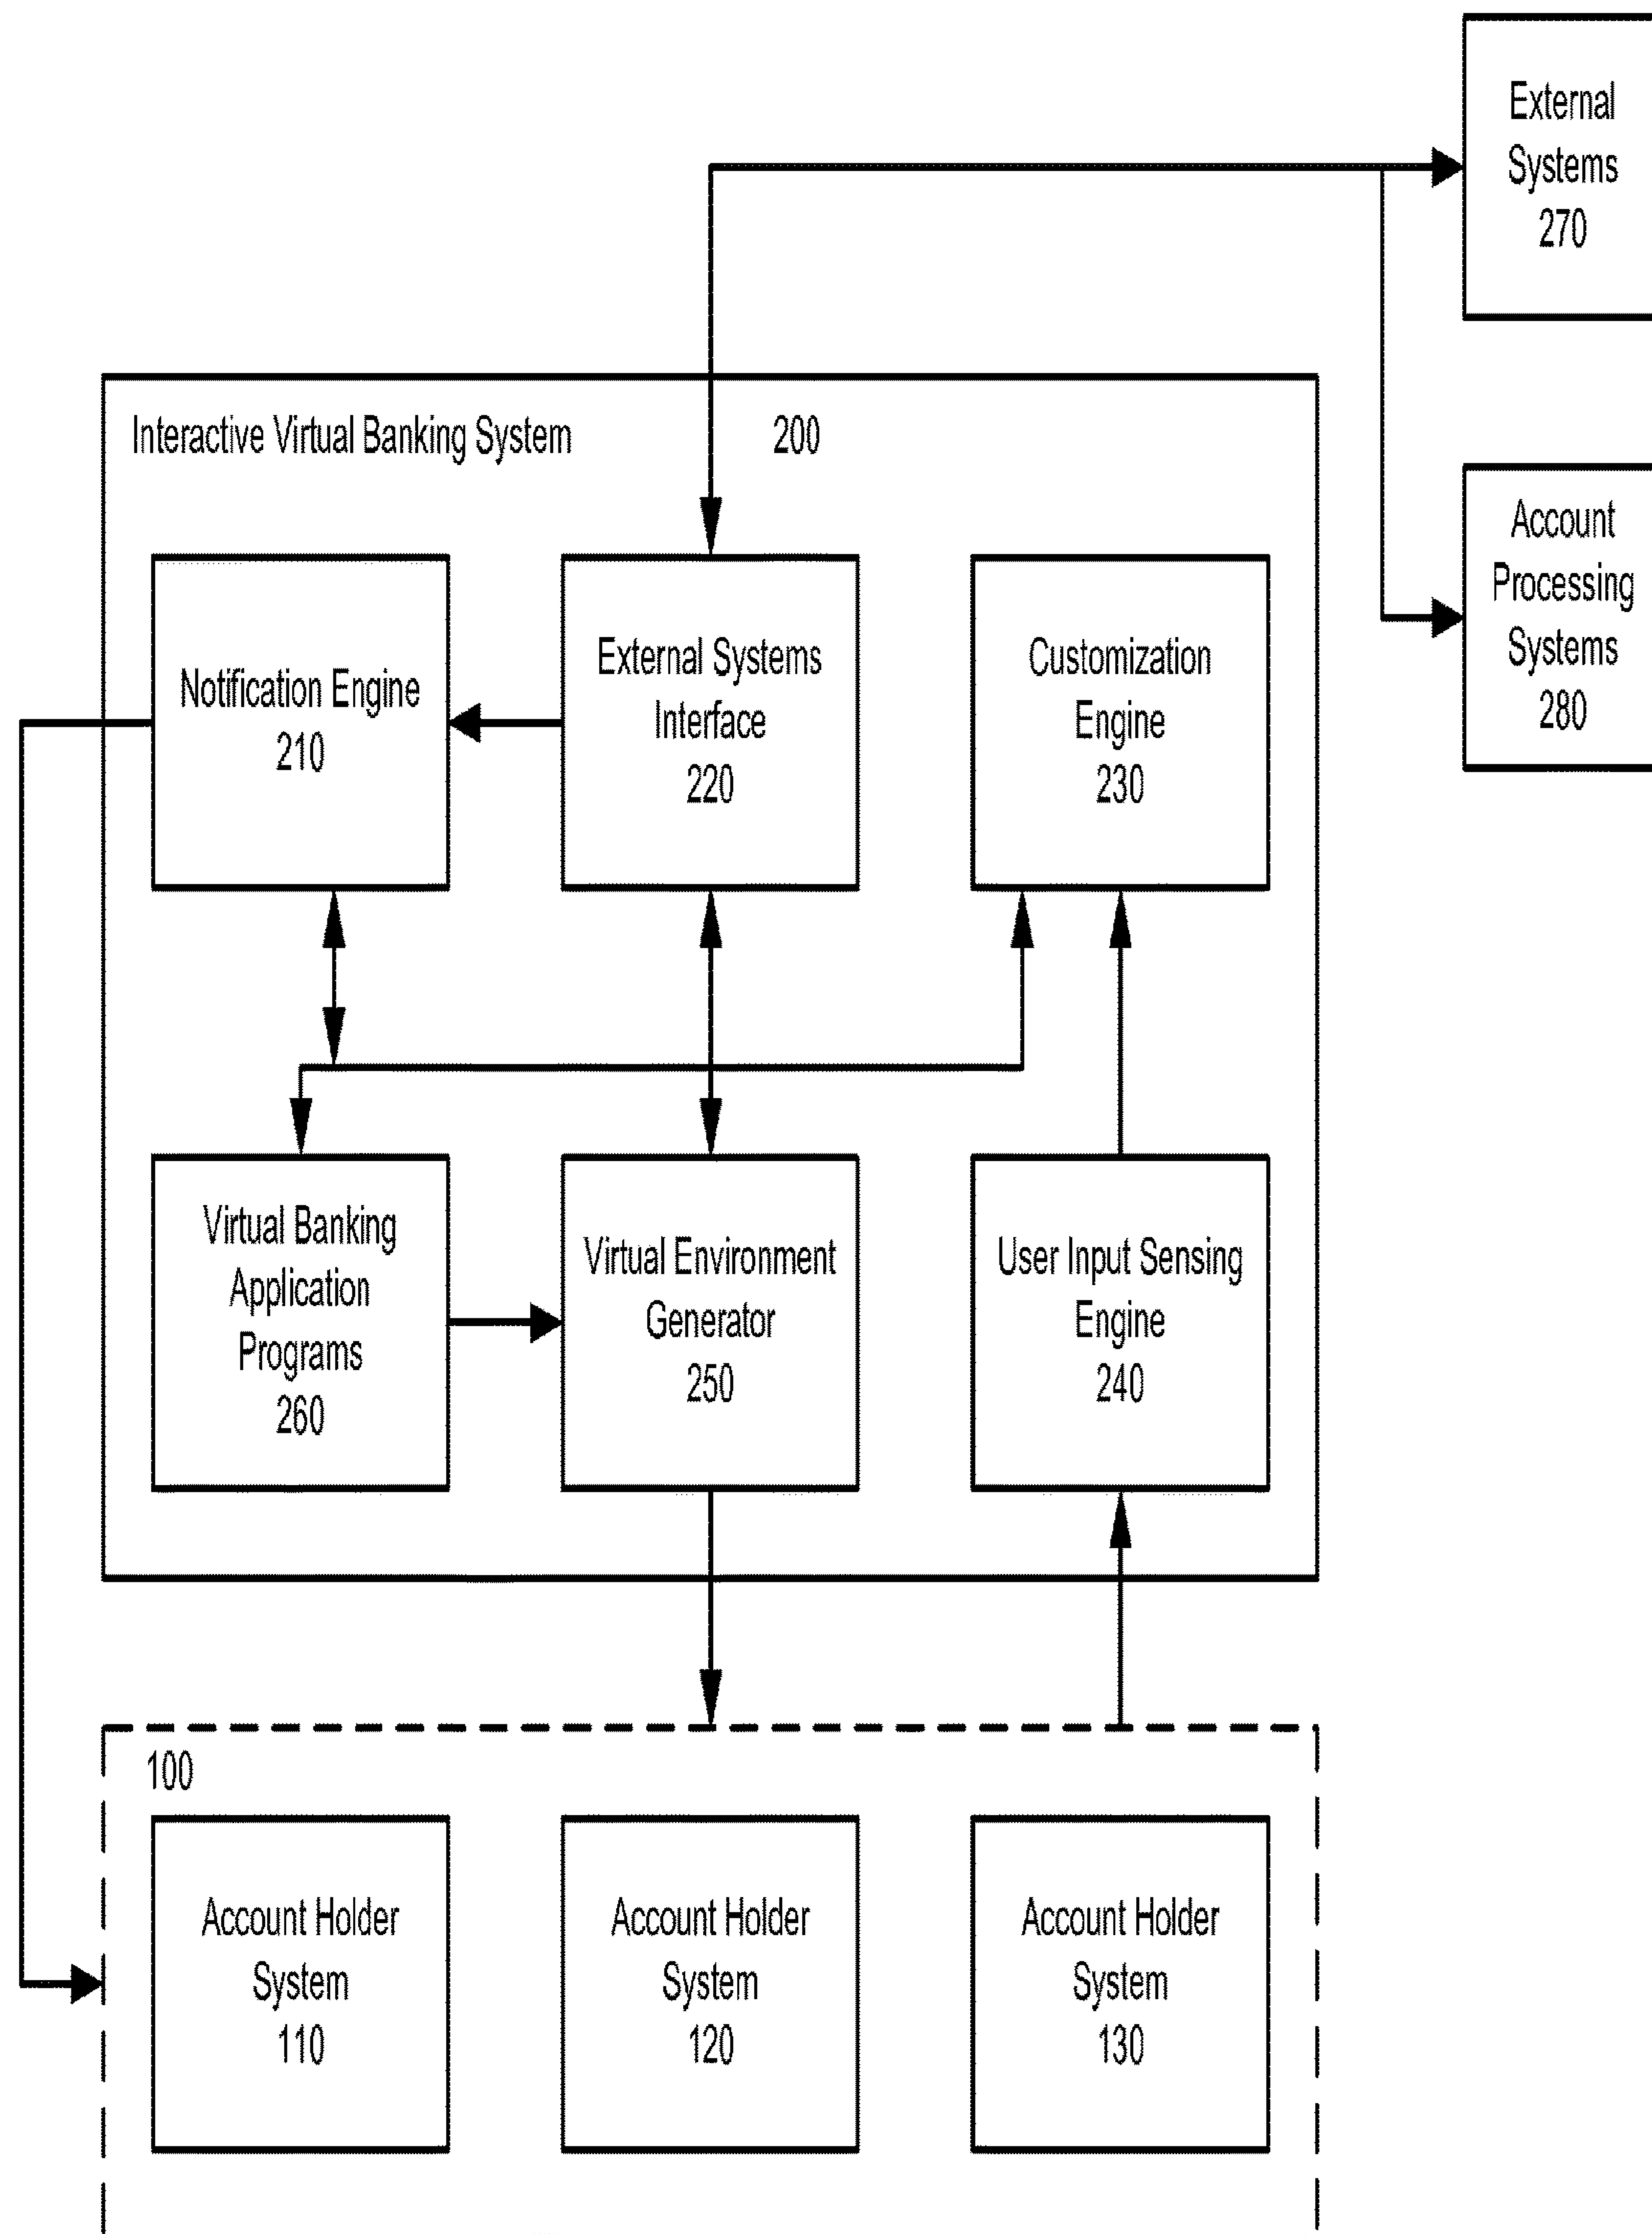 External
Systems
270
Interactive Virtual Banking System
200
Account
Processing
Systems
280
Notification Engine
210
External Systems
Interface
220
Customization
Engine
230
Virtual Banking
Application
Programs
260
Virtual Environment
Generator
250
User Input Sensing
Engine
240
100
Account Holder
System
110
Account Holder
System
120
Account Holder
System
130